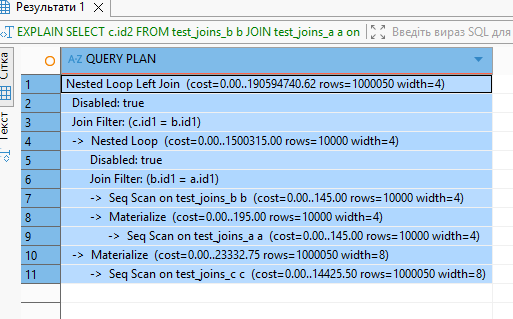 Результати 1
EXPLAIN SELECT c.id2 FROM test_joins_b b JOIN test_joins_a a on
Введіть вираз SQL для
Сітка
Текст
A-Z QUERY PLAN
1 Nested Loop Left Join (cost=0.00..190594740.62 rows=1000050 width=4)
2 Disabled: true
3 Join Filter: (c.id1 = b.id1)
4 -> Nested Loop (cost=0.00..1500315.00 rows=10000 width=4)
5 Disabled: true
6 Join Filter: (b.id1 = a.id1)
7 -> Seq Scan on test_joins_b b (cost=0.00..145.00 rows=10000 width=4)
8 -> Materialize (cost=0.00..195.00 rows=10000 width=4)
9 -> Seq Scan on test_joins_a a (cost=0.00..145.00 rows=10000 width=4)
10 -> Materialize (cost=0.00..23332.75 rows=1000050 width=8)
11 -> Seq Scan on test_joins_c c (cost=0.00..14425.50 rows=1000050 width=8)